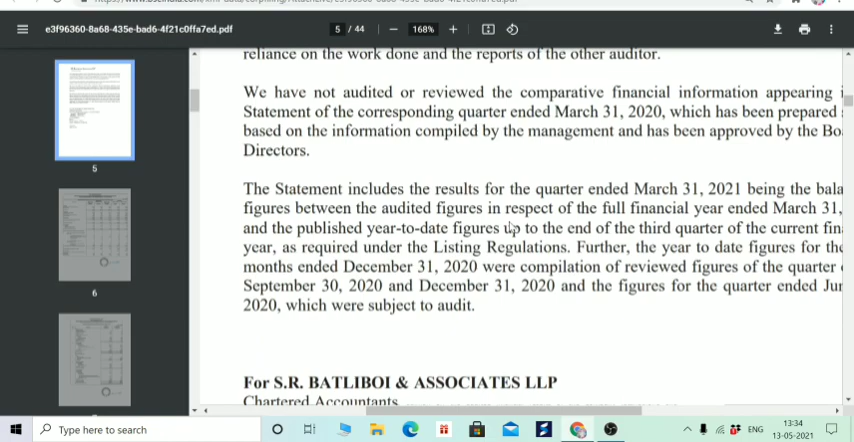 e3f96360-8a68-435e-bad6-4f21c0ffa7ed.pdf
5 / 44
168%
reliance on the work done and the reports of the other auditor.
We have not audited or reviewed the comparative financial information appearing i
Statement of the corresponding quarter ended March 31, 2020, which has been prepared
based on the information compiled by the management and has been approved by the Bo
Directors.
The Statement includes the results for the quarter ended March 31, 2021 being the bala
figures between the audited figures in respect of the full financial year ended March 31,
and the published year-to-date figures up to the end of the third quarter of the current fin
year, as required under the Listing Regulations. Further, the year to date figures for the
months ended December 31, 2020 were compilation of reviewed figures of the quarter
September 30, 2020 and December 31, 2020 and the figures for the quarter ended Jun
2020, which were subject to audit.
For S.R. BATLIBOI & ASSOCIATES LLP
Chartered Accountants
5
6
Type here to search
ENG
13:34
13-05-2021